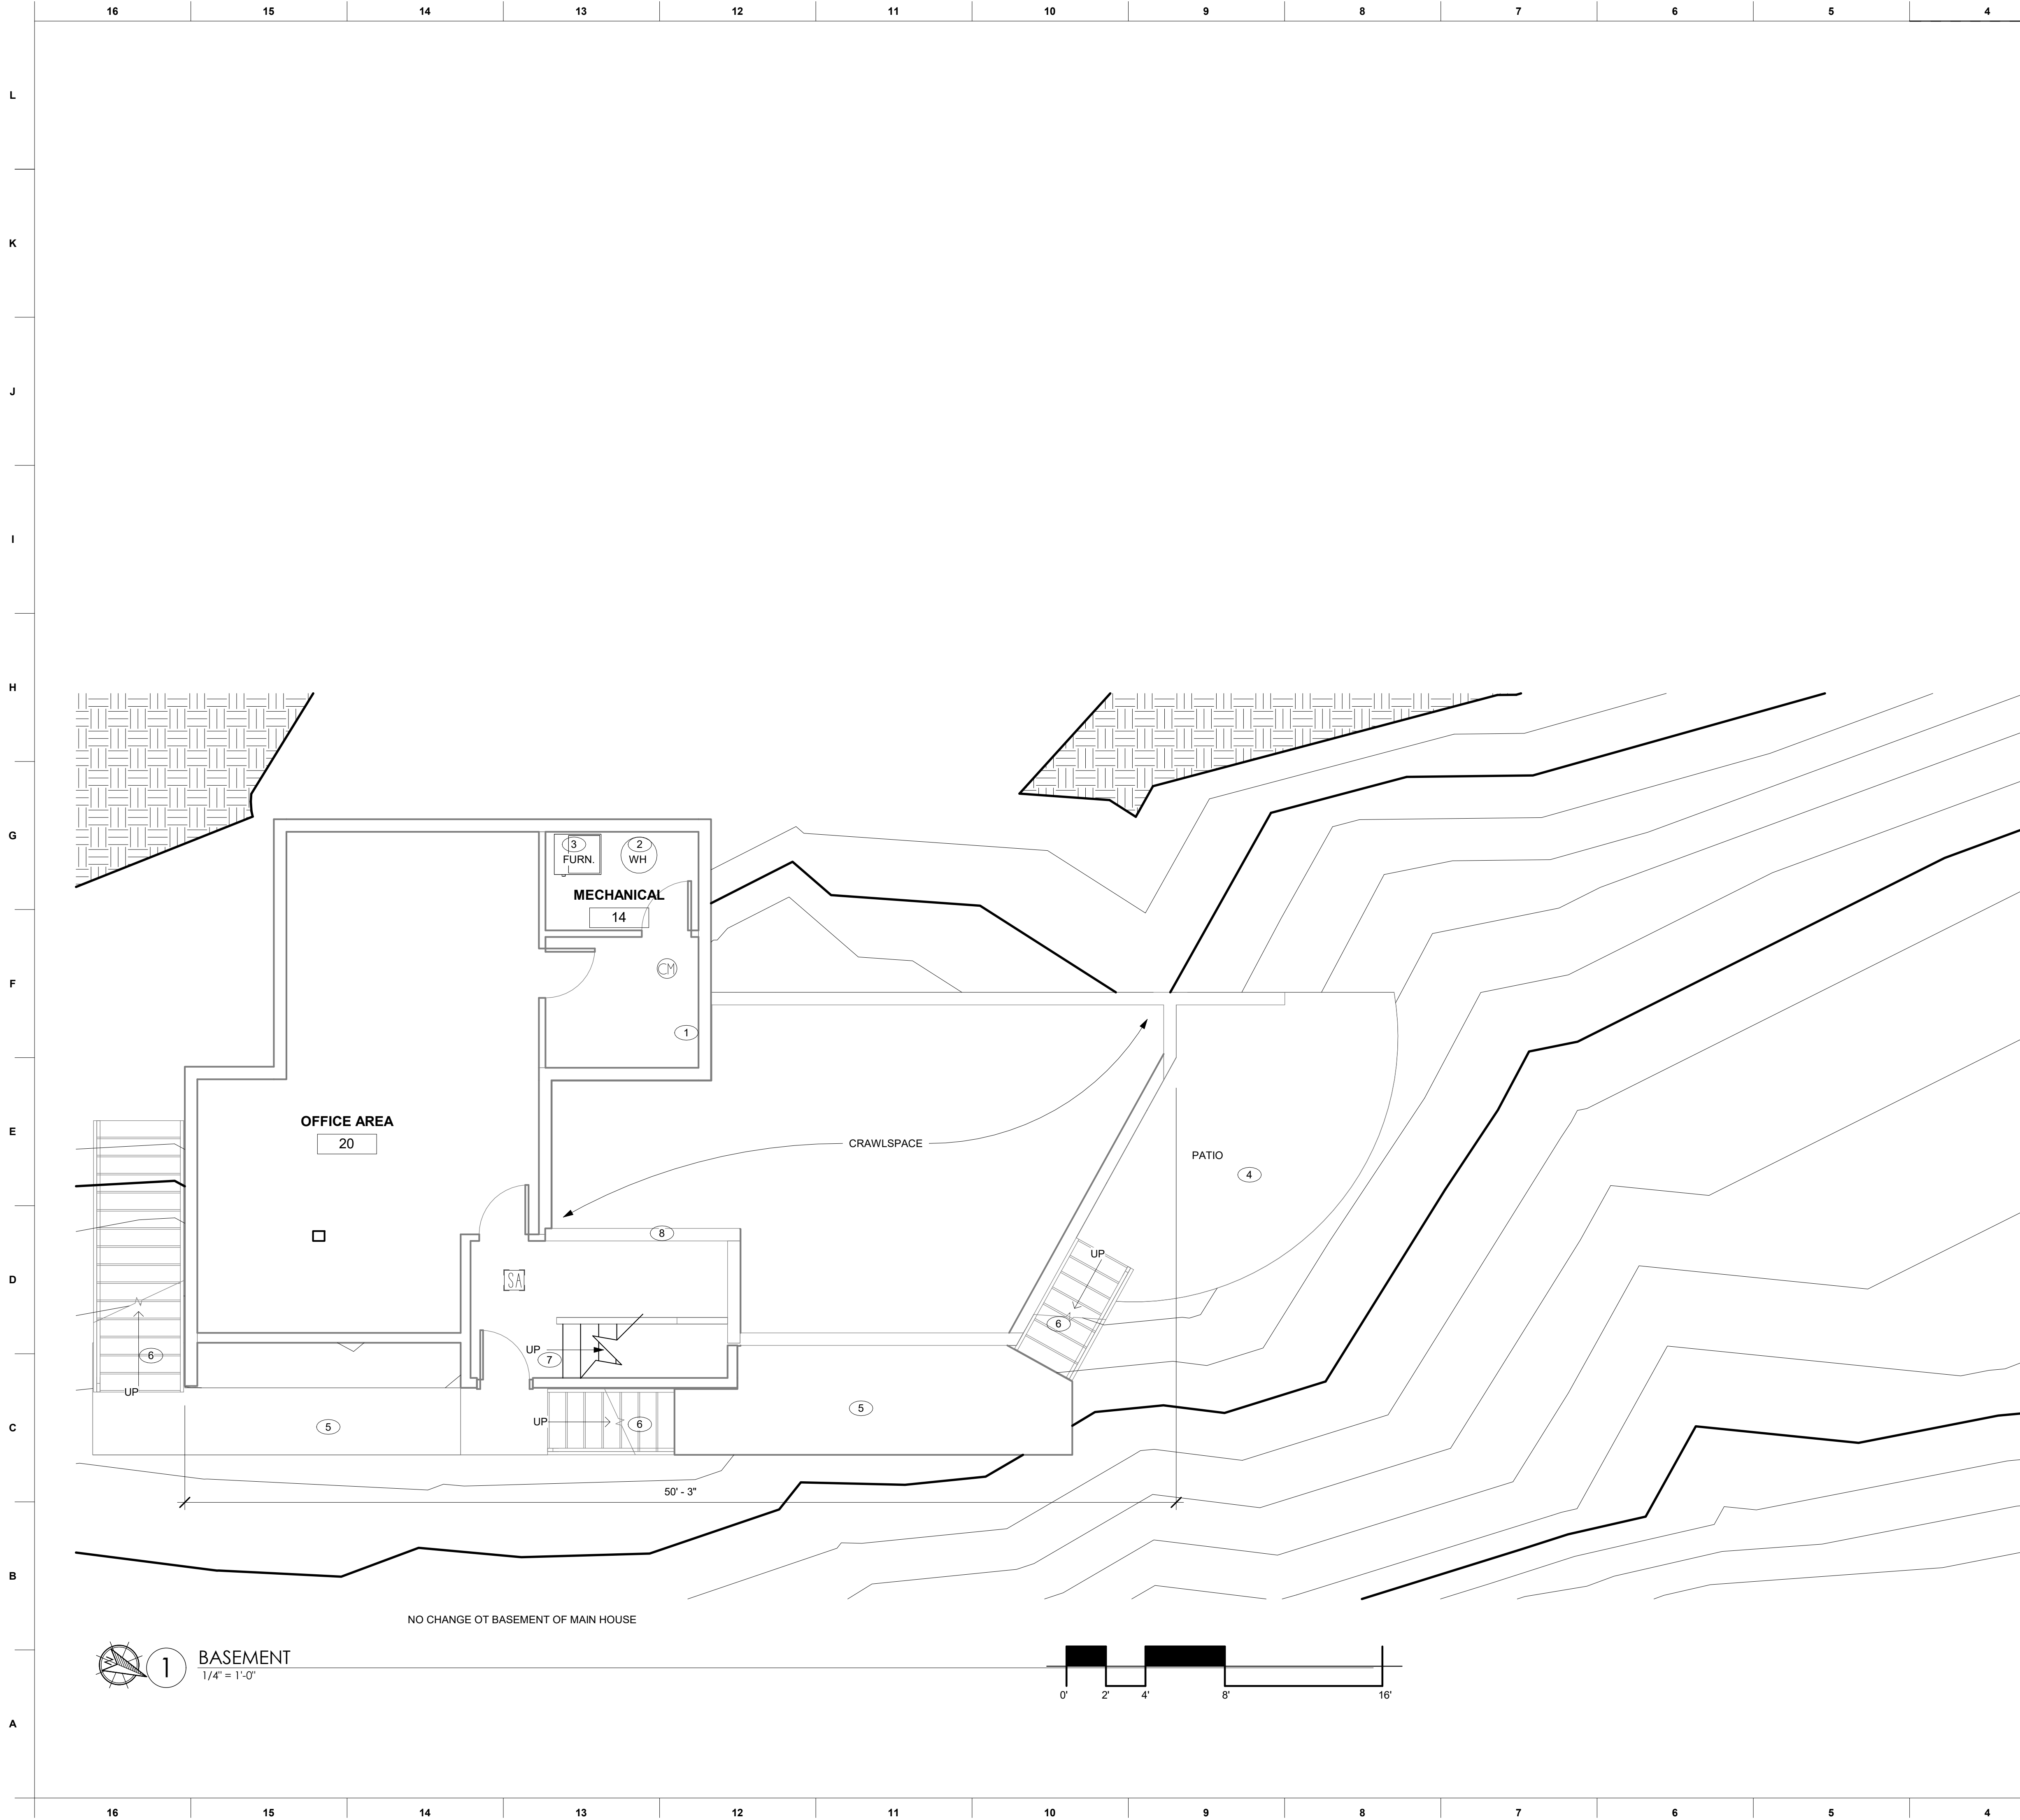 16 15 14 13 12 11 10 9 8 7 6 5 4
L
K
J
I
H
G
F
E
D
C
B
A
3
FURN.
2
WH
MECHANICAL
14
CM
1
OFFICE AREA
20
CRAWLSPACE
PATIO
4
8
UP
SA
6
UP
7
6
UP
5
UP
6
5
50' - 3"
NO CHANGE OT BASEMENT OF MAIN HOUSE
N
1
BASEMENT
1/4" = 1'-0"
0' 2' 4' 8' 16'
16 15 14 13 12 11 10 9 8 7 6 5 4